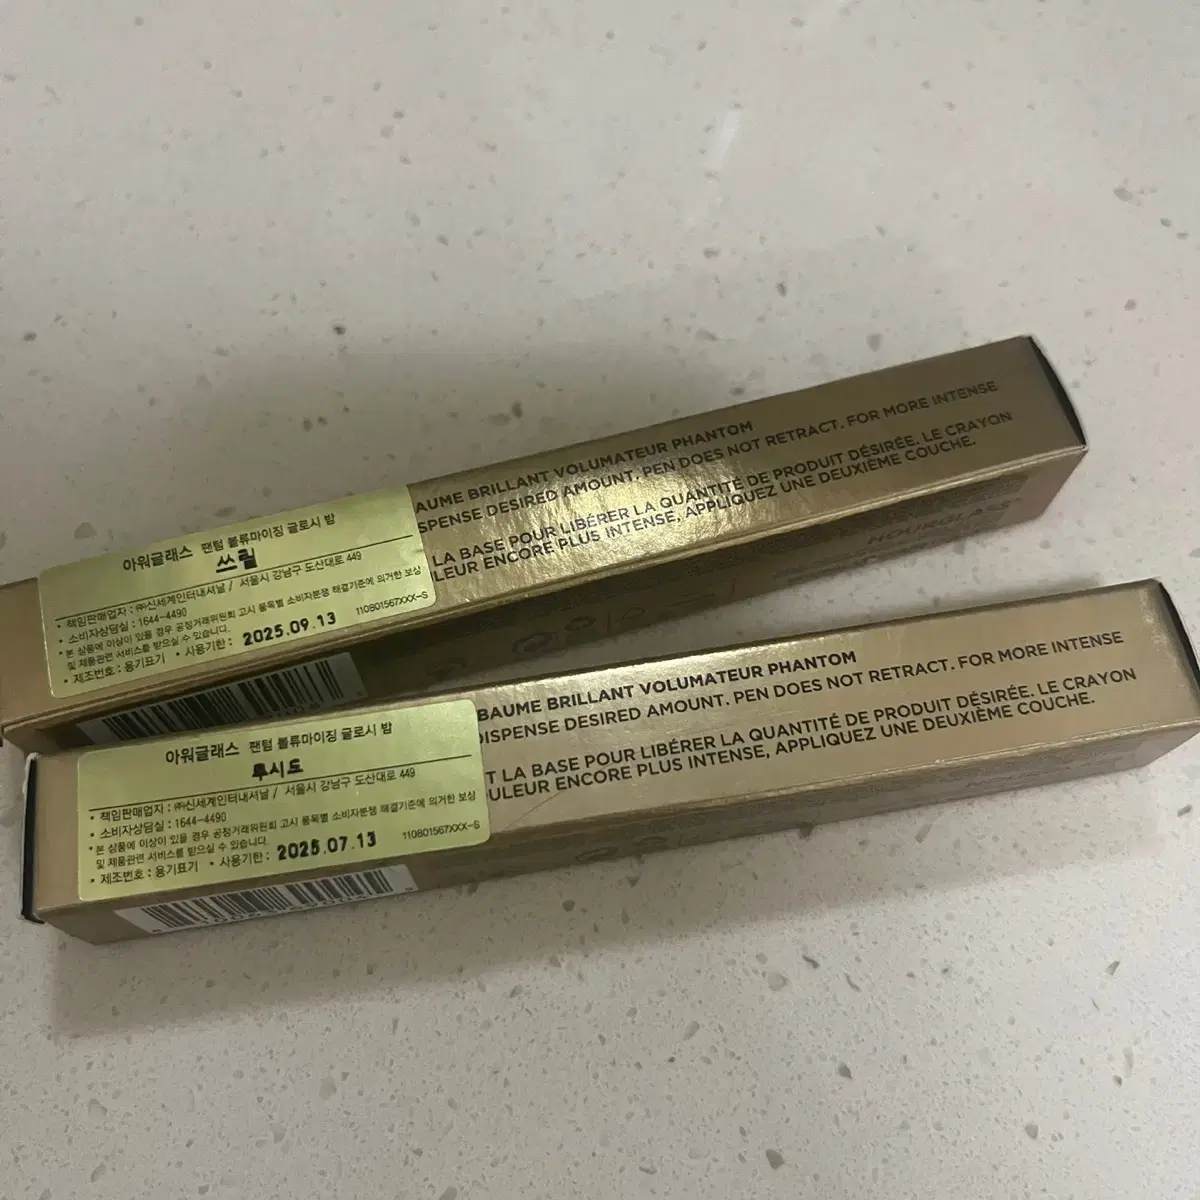 AUME BRILLANT VOLUMATEUR PHANTOM
SPENSE DESIRED AMOUNT. PEN DOES NOT RETRACT. FOR MORE INTENSE
LA BASE POUR LIBÉRER LA QUANTITÉ DE PRODUIT DÉSIRÉE. LE CRAYON
LEUR ENCORE PLUS INTENSE, APPLIQUEZ UNE DEUXIÈME COUCHE.
HOURGLASS
아워글래스 팬텀 볼류마이징 글로시 밤
쓰릴
• 책임판매업자 : ㈜신세계인터내셔날 / 서울시 강남구 도산대로 449
• 소비자상담실 : 1644-4490
• 본 상품에 이상이 있을 경우 공정거래위원회 고시 품목별 소비자분쟁 해결기준에 의거한 보상
및 제품관련 서비스를 받으실 수 있습니다.
• 제조번호 : 용기표기 • 사용기한 : 2025.09.13 110801567XXX-S
BAUME BRILLANT VOLUMATEUR PHANTOM
DISPENSE DESIRED AMOUNT. PEN DOES NOT RETRACT. FOR MORE INTENSE
T LA BASE POUR LIBÉRER LA QUANTITÉ DE PRODUIT DÉSIRÉE. LE CRAYON
ULEUR ENCORE PLUS INTENSE, APPLIQUEZ UNE DEUXIÈME COUCHE.
아워글래스 팬텀 볼류마이징 글로시 밤
루시드
• 책임판매업자 : ㈜신세계인터내셔날 / 서울시 강남구 도산대로 449
• 소비자상담실 : 1644-4490
• 본 상품에 이상이 있을 경우 공정거래위원회 고시 품목별 소비자분쟁 해결기준에 의거한 보상
및 제품관련 서비스를 받으실 수 있습니다.
• 제조번호 : 용기표기 • 사용기한 : 2025.07.13 110801567XXX-S